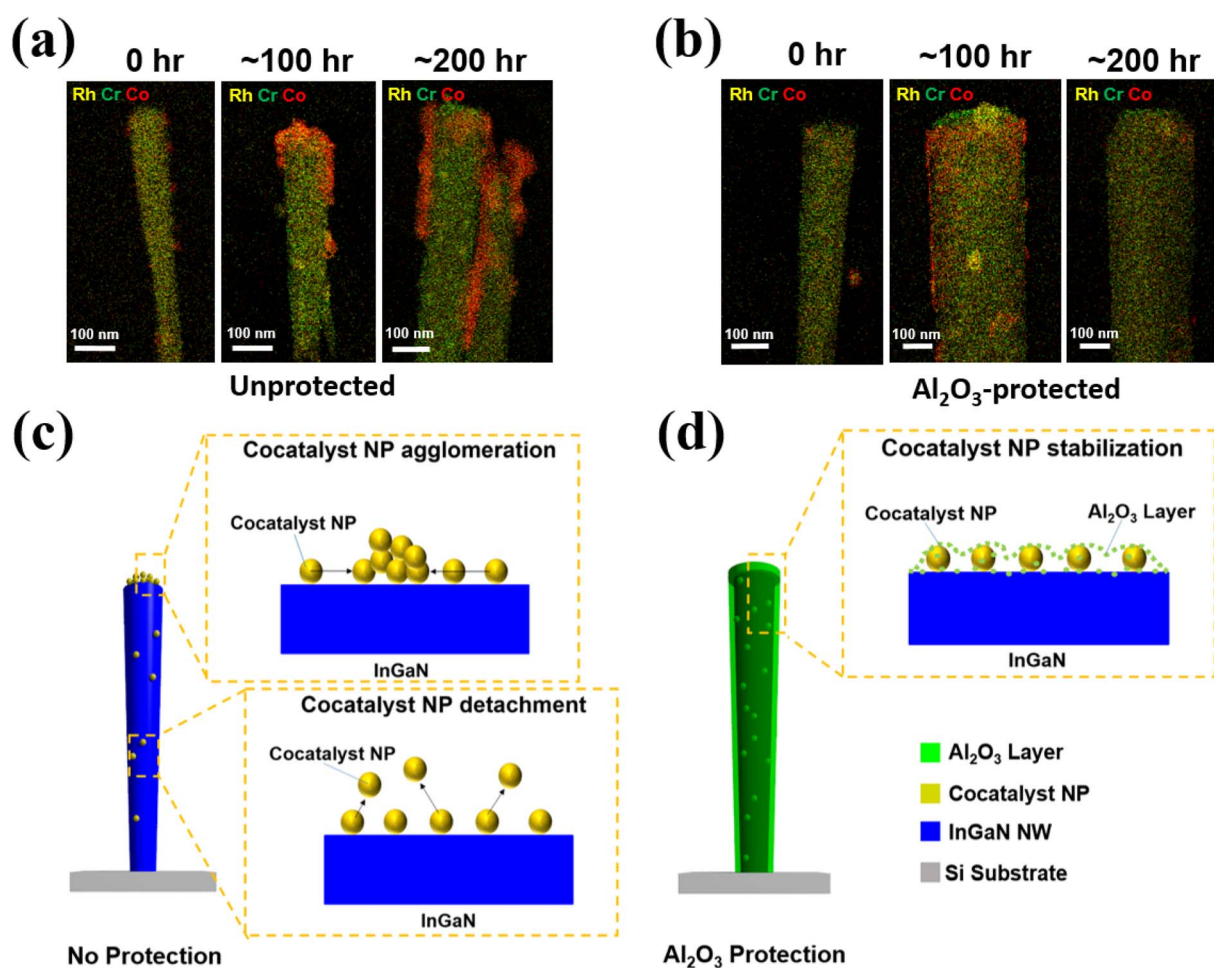 (a)
0 hr ~100 hr ~200 hr
Rh Cr Co Rh Cr Co Rh Cr Co
100 nm 100 nm 100 nm
Unprotected
(b)
0 hr ~100 hr ~200 hr
Rh Cr Co Rh Cr Co Rh Cr Co
100 nm 100 nm 100 nm
Al₂O₃-protected
(c)
Cocatalyst NP agglomeration
Cocatalyst NP
InGaN
Cocatalyst NP detachment
Cocatalyst NP
InGaN
No Protection
(d)
Cocatalyst NP stabilization
Cocatalyst NP Al₂O₃ Layer
InGaN
Al₂O₃ Layer
Cocatalyst NP
InGaN NW
Si Substrate
Al₂O₃ Protection